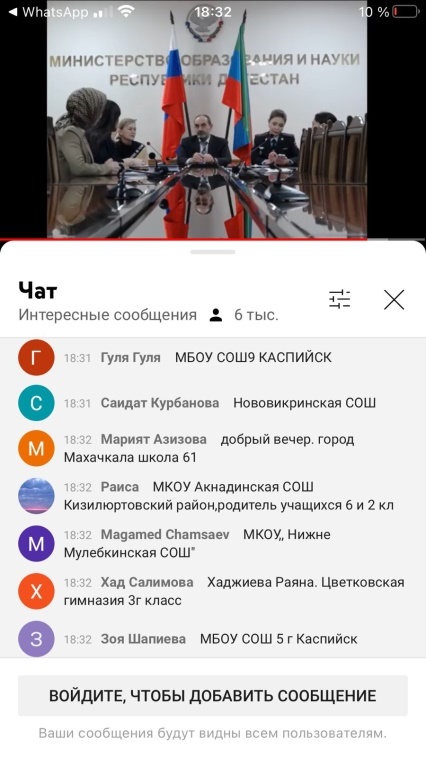 WhatsApp 18:32 10 %
МИНИСТЕРСТВО ОБРАЗОВАНИЯ И НАУКИ
РЕСПУБЛИКИ ДАГЕСТАН
Чат
Интересные сообщения 6 тыс.
Г 18:31 Гуля Гуля МБОУ СОШ9 КАСПИЙСК
С 18:31 Саидат Курбанова Нововикринская СОШ
М 18:32 Марият Азизова добрый вечер. город
Махачкала школа 61
18:32 Раиса МКОУ Акнадинская СОШ
Кизилюртовский район,родитель учащихся 6 и 2 кл
М 18:32 Magamed Chamsaev МКОУ,, Нижне
Мулебкинская СОШ"
Х 18:32 Хад Салимова Хаджиева Раяна. Цветковская
гимназия 3г класс
З 18:32 Зоя Шапиева МБОУ СОШ 5 г Каспийск
ВОЙДИТЕ, ЧТОБЫ ДОБАВИТЬ СООБЩЕНИЕ
Ваши сообщения будут видны всем пользователям.